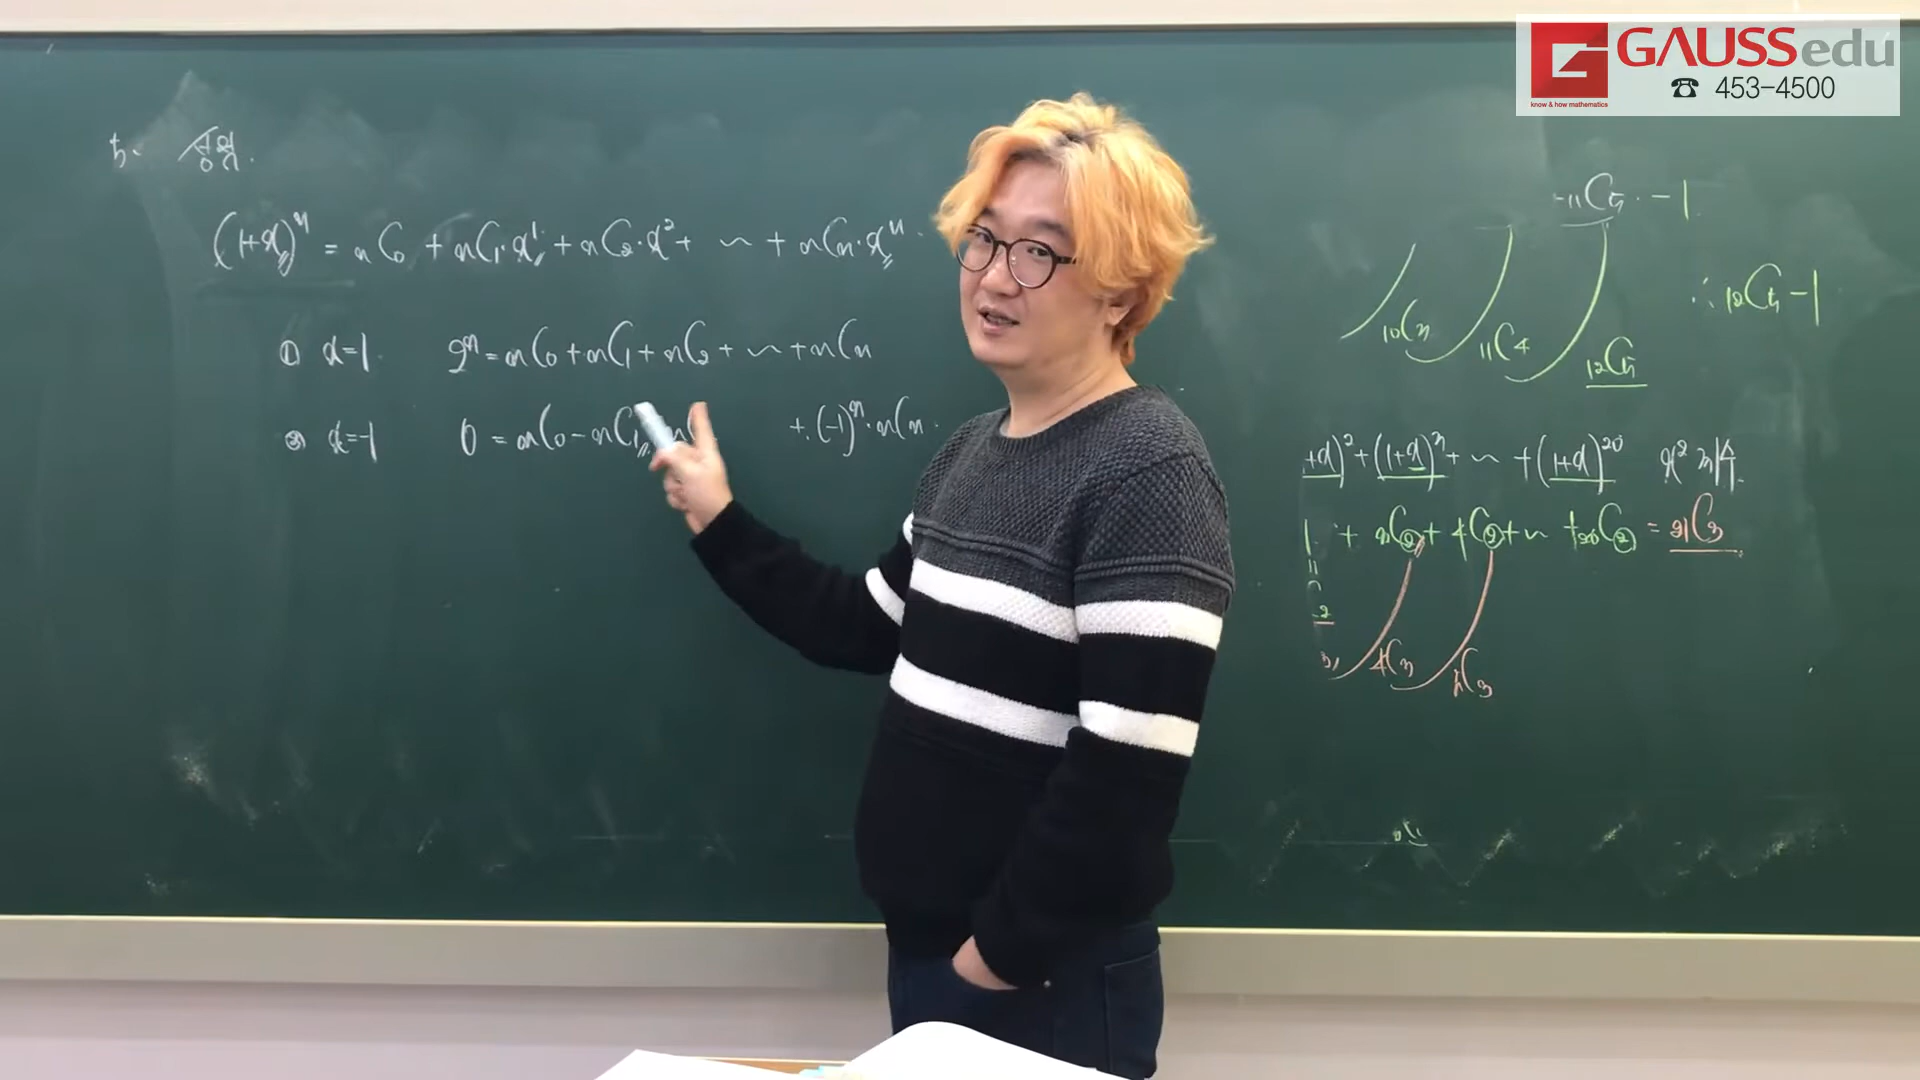 GAUSSedu
know & how mathematics
☎ 453-4500
5. 성질.
(1+x)ⁿ = nC₀ + nC₁·x¹ + nC₂·x² + ~ + nCn·xⁿ.
① x=1. 2ⁿ = nC₀ + nC₁ + nC₂ + ~ + nCn
② x=-1 0 = nC₀ - nC₁ + (-1)ⁿ·nCn.
11C5 - 1.
10C3 11C4 12C5
∴ 12C5 - 1
+x)² + (1+x)³ + ~ + (1+x)²⁰ x² 계수.
1 + 3C2 + 4C2 + ~ + 20C2 = 21C3
4C3 5C3